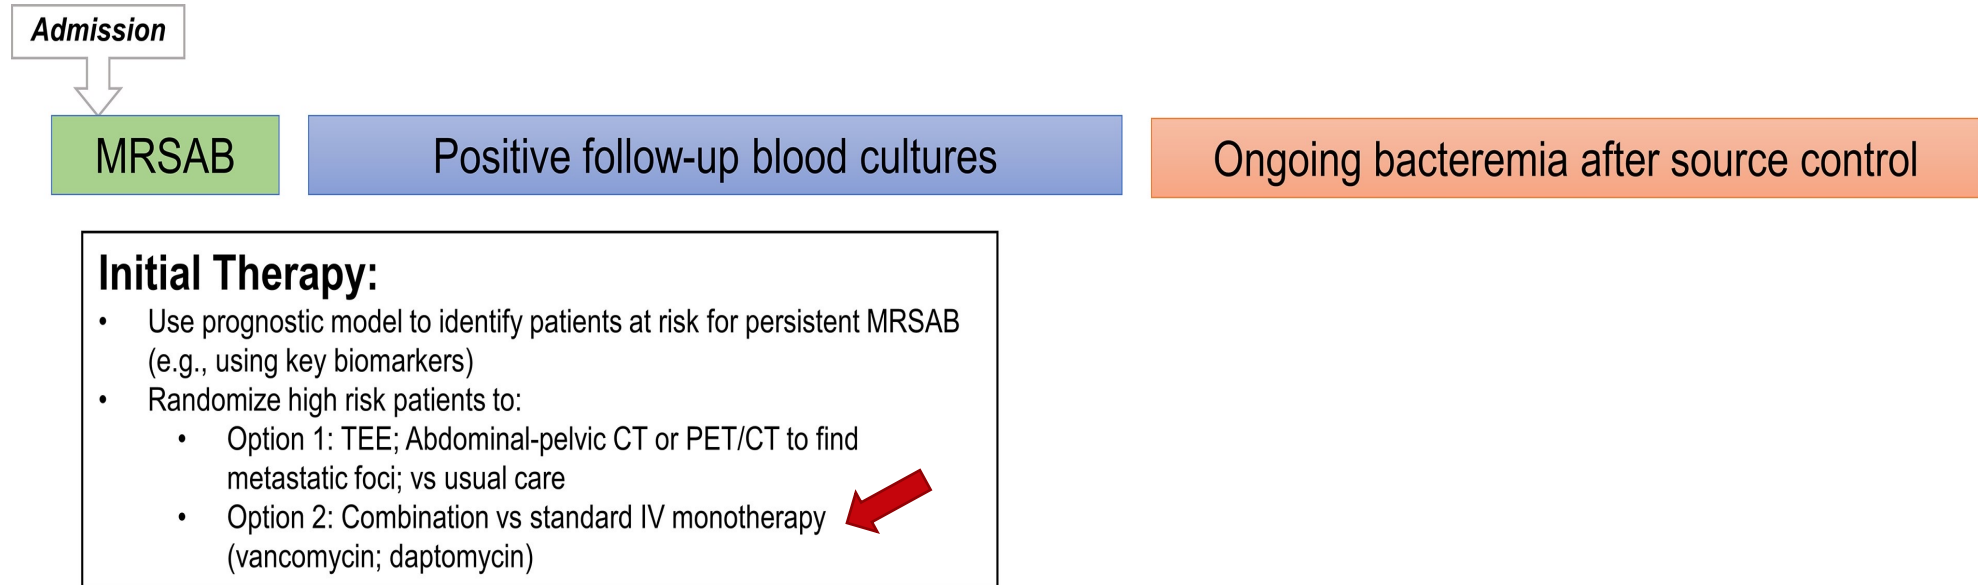 Admission
MRSAB
Positive follow-up blood cultures
Ongoing bacteremia after source control
Initial Therapy:
• Use prognostic model to identify patients at risk for persistent MRSAB
(e.g., using key biomarkers)
• Randomize high risk patients to:
• Option 1: TEE; Abdominal-pelvic CT or PET/CT to find
metastatic foci; vs usual care
• Option 2: Combination vs standard IV monotherapy
(vancomycin; daptomycin)